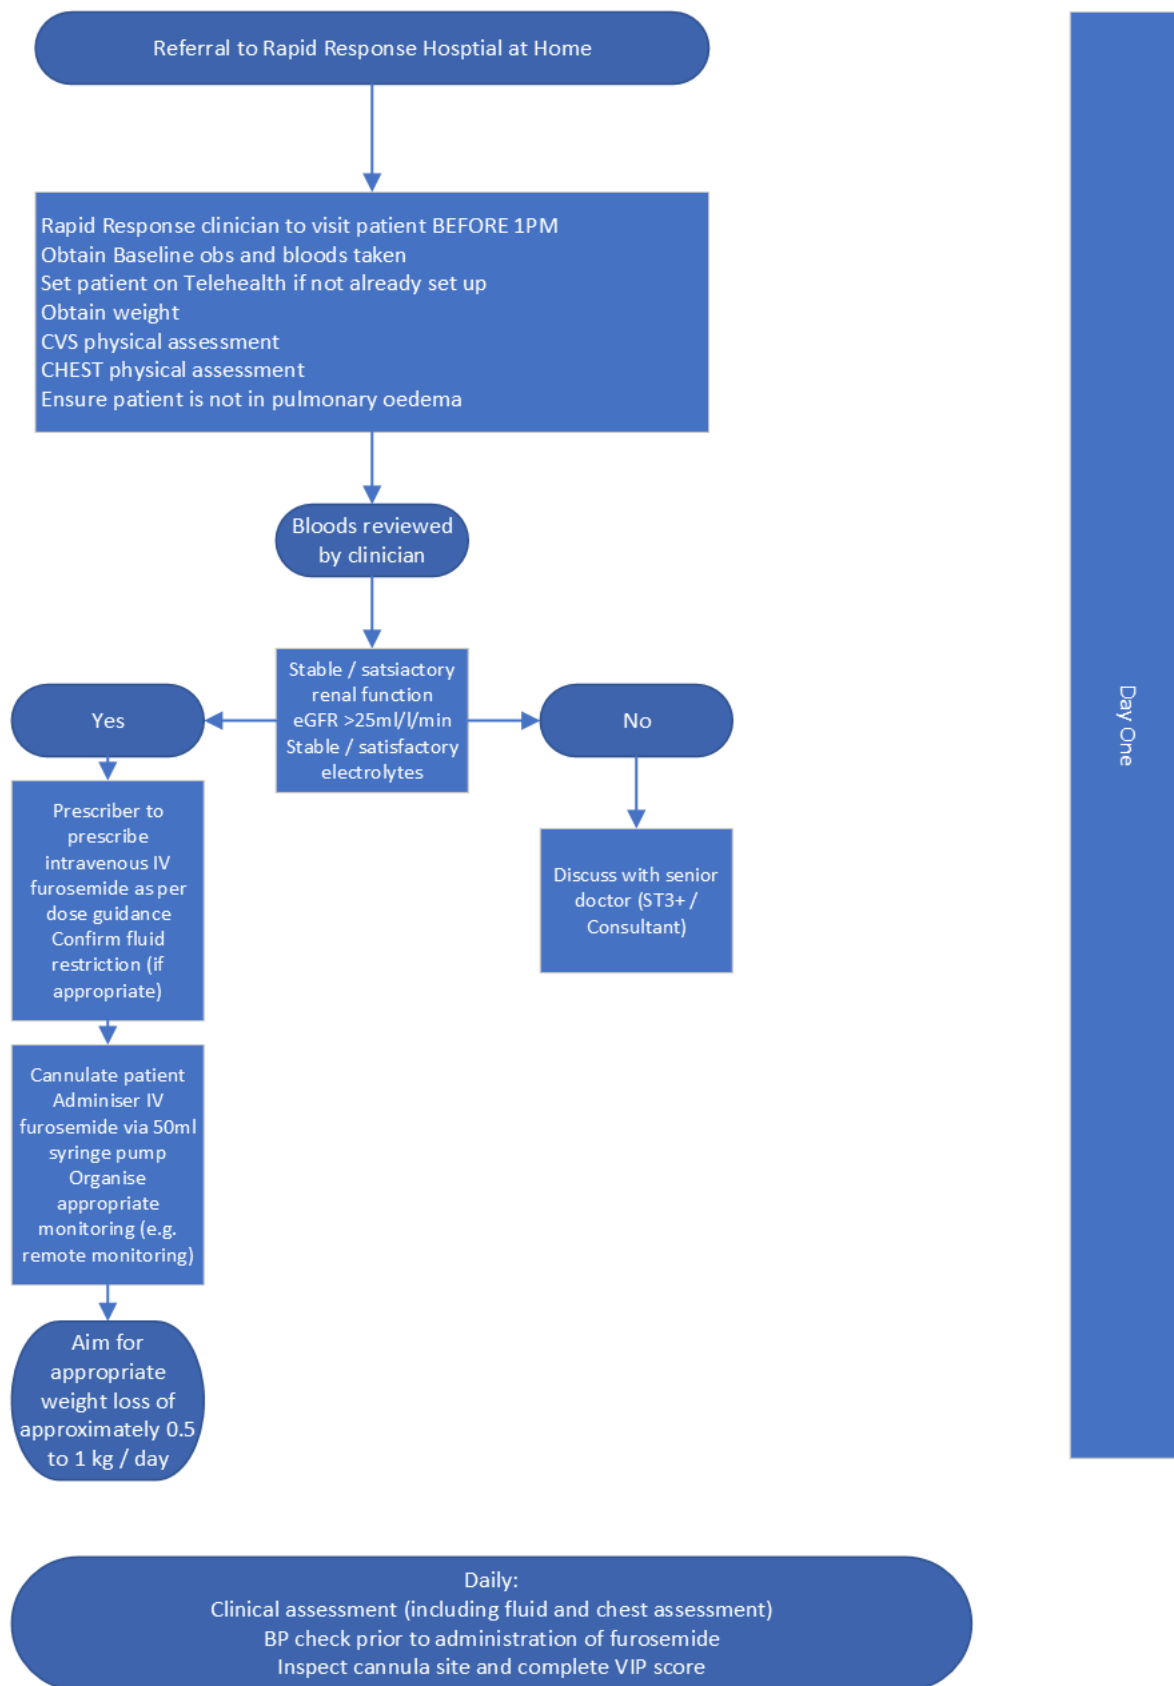 Referral to Rapid Response Hosptial at Home
Rapid Response clinician to visit patient BEFORE 1PM
Obtain Baseline obs and bloods taken
Set patient on Telehealth if not already set up
Obtain weight
CVS physical assessment
CHEST physical assessment
Ensure patient is not in pulmonary oedema
Bloods reviewed
by clinician
Stable / satsiactory
renal function
eGFR >25ml/l/min
Stable / satisfactory
electrolytes
Yes
No
Prescriber to
prescribe
intravenous IV
furosemide as per
dose guidance
Confirm fluid
restriction (if
appropriate)
Discuss with senior
doctor (ST3+ /
Consultant)
Cannulate patient
Adminiser IV
furosemide via 50ml
syringe pump
Organise
appropriate
monitoring (e.g.
remote monitoring)
Aim for
appropriate
weight loss of
approximately 0.5
to 1 kg / day
Day One
Daily:
Clinical assessment (including fluid and chest assessment)
BP check prior to administration of furosemide
Inspect cannula site and complete VIP score